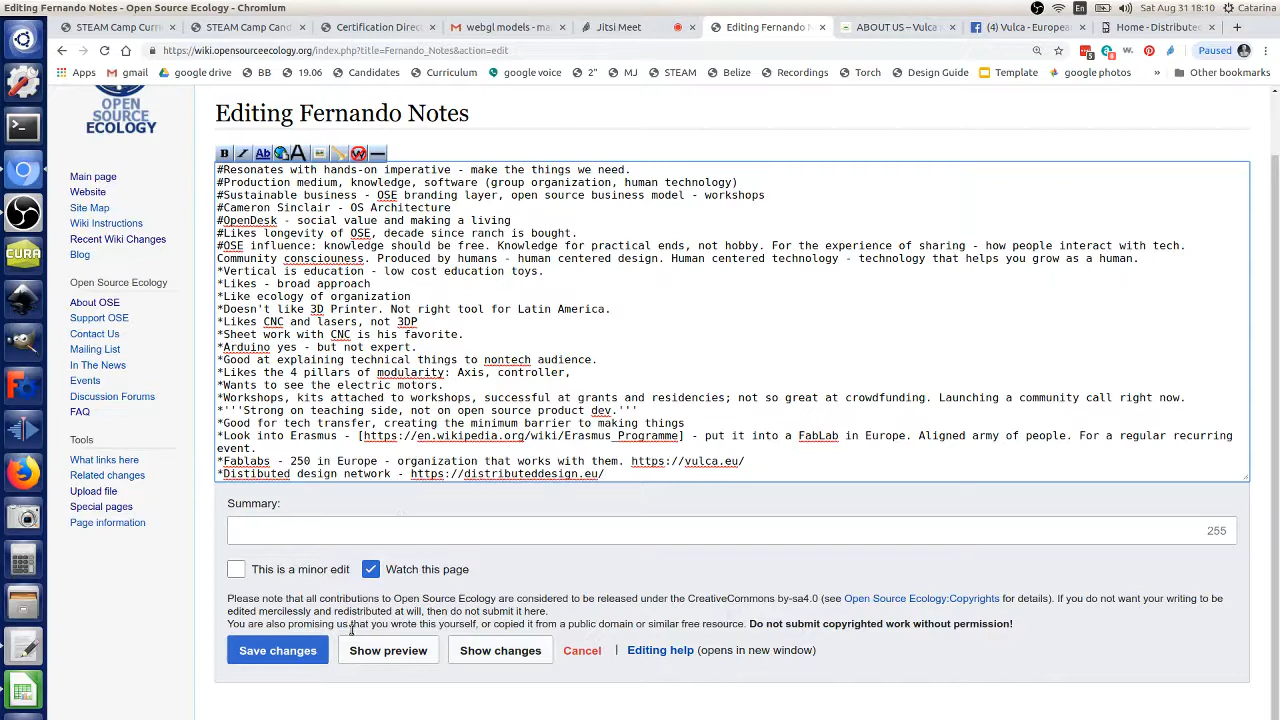 Editing Fernando Notes - Open Source Ecology - Chromium
En
Sat Aug 31 18:10
Catarina
STEAM Camp Curri
STEAM Camp and
Certification Direc
webgl models - ma
Jitsi Meet
Editing Fernando N
ABOUT US – Vulca
(4) Vulca - Europea
Home - Distribute
https://wiki.opensourceecology.org/index.php?title=Fernando_Notes&action=edit
Paused
Apps
gmail
google drive
BB
19.06
Candidates
Curriculum
google voice
2"
MJ
STEAM
Belize
Recordings
Torch
Design Guide
Template
google photos
»
Other bookmarks
OPEN
SOURCE
ECOLOGY
Main page
Website
Site Map
Wiki Instructions
Recent Wiki Changes
Blog
Open Source Ecology
About OSE
Support OSE
Contact Us
Mailing List
In The News
Events
Discussion Forums
FAQ
Tools
What links here
Related changes
Upload file
Special pages
Page information
Editing Fernando Notes
#Resonates with hands-on imperative - make the things we need.
#Production medium, knowledge, software (group organization, human technology)
#Sustainable business - OSE branding layer, open source business model - workshops
#Cameron Sinclair - OS Architecture
#OpenDesk - social value and making a living
#Likes longevity of OSE, decade since ranch is bought.
#OSE influence: knowledge should be free. Knowledge for practical ends, not hobby. For the experience of sharing - how people interact with tech.
Community consciouness. Produced by humans - human centered design. Human centered technology - technology that helps you grow as a human.
*Vertical is education - low cost education toys.
*Likes - broad approach
*Like ecology of organization
*Doesn't like 3D Printer. Not right tool for Latin America.
*Likes CNC and lasers, not 3DP
*Sheet work with CNC is his favorite.
*Arduino yes - but not expert.
*Good at explaining technical things to nontech audience.
*Likes the 4 pillars of modularity: Axis, controller,
*Wants to see the electric motors.
*Workshops, kits attached to workshops, successful at grants and residencies; not so great at crowdfunding. Launching a community call right now.
*'''Strong on teaching side, not on open source product dev.'''
*Good for tech transfer, creating the minimum barrier to making things
*Look into Erasmus - [https://en.wikipedia.org/wiki/Erasmus_Programme] - put it into a FabLab in Europe. Aligned army of people. For a regular recurring
event.
*Fablabs - 250 in Europe - organization that works with them. https://vulca.eu/
*Distibuted design network - https://distributeddesign.eu/
Summary:
255
This is a minor edit
Watch this page
Please note that all contributions to Open Source Ecology are considered to be released under the CreativeCommons by-sa4.0 (see Open Source Ecology:Copyrights for details). If you do not want your writing to be
edited mercilessly and redistributed at will, then do not submit it here.
You are also promising us that you wrote this yourself, or copied it from a public domain or similar free resource. Do not submit copyrighted work without permission!
Save changes
Show preview
Show changes
Cancel
|
Editing help (opens in new window)